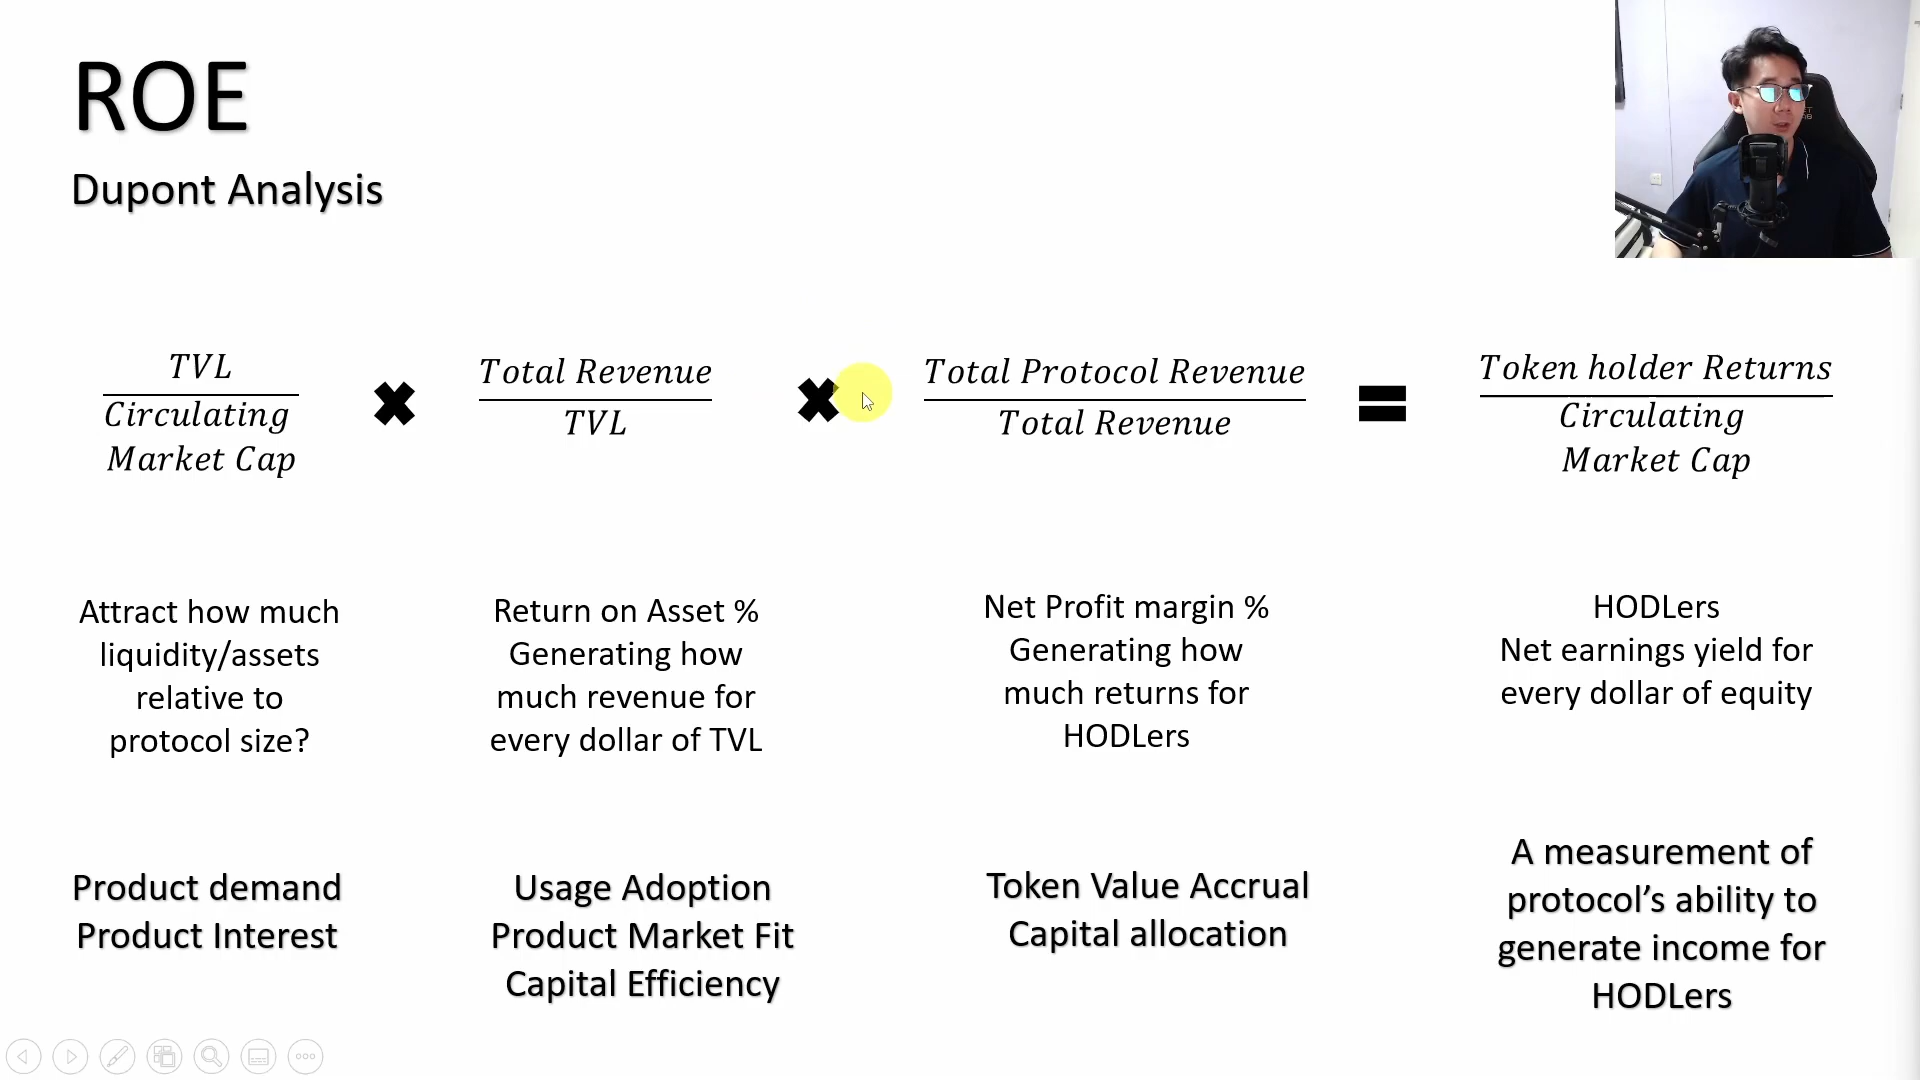 ROE
Dupont Analysis
TVL
Circulating
Market Cap
✖
Total Revenue
TVL
✖
Total Protocol Revenue
Total Revenue
=
Token holder Returns
Circulating
Market Cap
Attract how much
liquidity/assets
relative to
protocol size?
Return on Asset %
Generating how
much revenue for
every dollar of TVL
Net Profit margin %
Generating how
much returns for
HODLers
HODLers
Net earnings yield for
every dollar of equity
Product demand
Product Interest
Usage Adoption
Product Market Fit
Capital Efficiency
Token Value Accrual
Capital allocation
A measurement of
protocol’s ability to
generate income for
HODLers